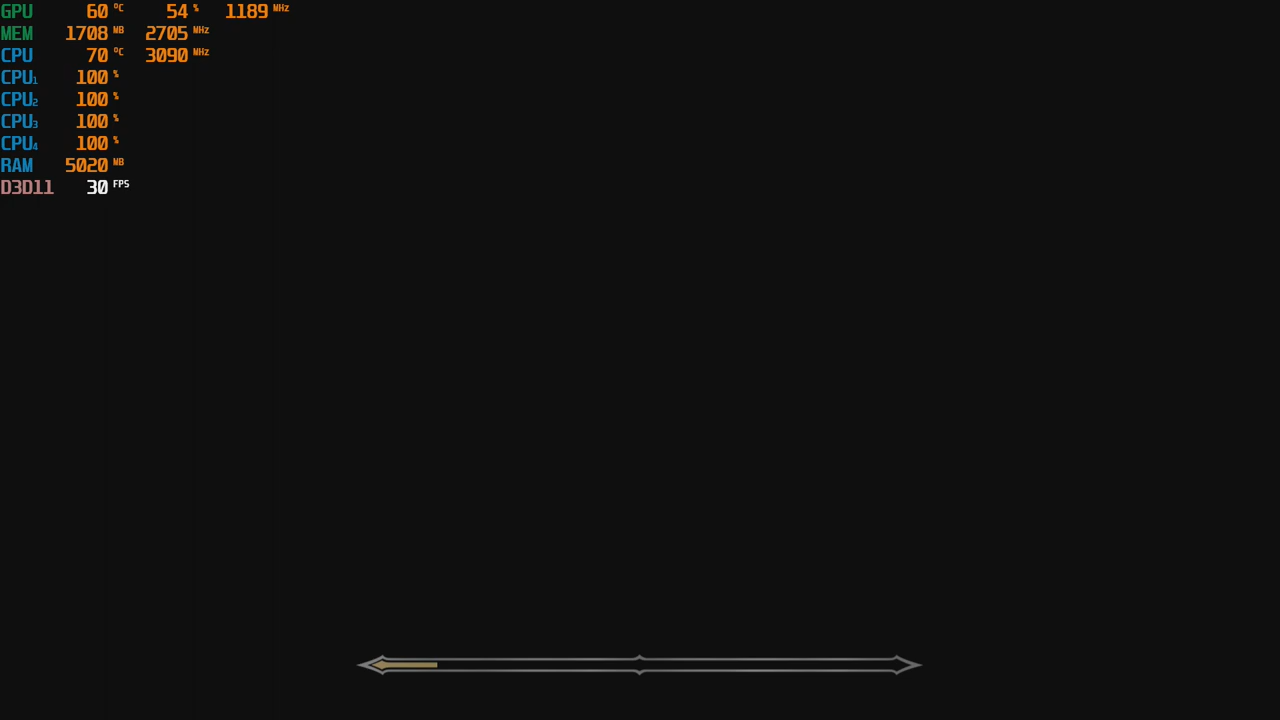 GPU 60 °C 54 % 1189 MHz
MEM 1708 MB 2705 MHz
CPU 70 °C 3090 MHz
CPU1 100 %
CPU2 100 %
CPU3 100 %
CPU4 100 %
RAM 5020 MB
D3D11 30 FPS